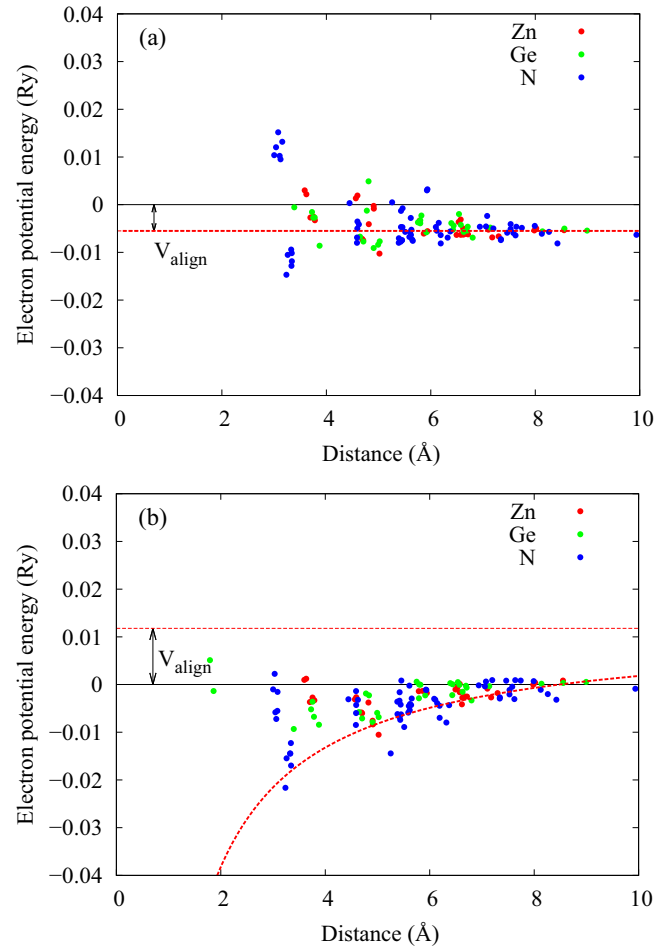 (a)
Zn
Ge
N
0.04
0.03
0.02
0.01
0
−0.01
−0.02
−0.03
−0.04
Electron potential energy (Ry)
V_align
0 2 4 6 8 10
Distance (Å)
(b)
Zn
Ge
N
0.04
0.03
0.02
0.01
0
−0.01
−0.02
−0.03
−0.04
Electron potential energy (Ry)
V_align
0 2 4 6 8 10
Distance (Å)